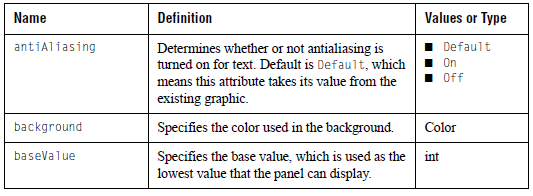 Name Definition Values or Type
antiAliasing Determines whether or not antialiasing is ■ Default
turned on for text. Default is Default, which ■ On
means this attribute takes its value from the ■ Off
existing graphic.
background Specifies the color used in the background. Color
baseValue Specifies the base value, which is used as the int
lowest value that the panel can display.